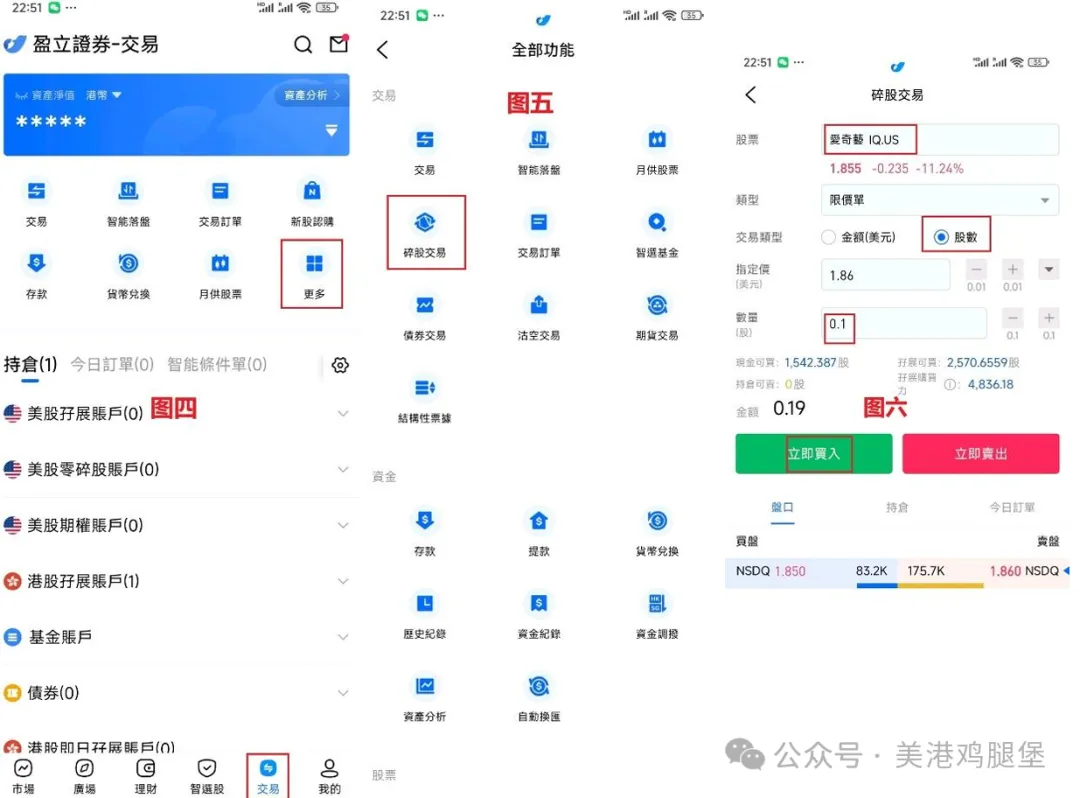 22:51
35
盈立證券-交易
資產淨值 港幣
資產分析
*****
交易
智能落盤
交易訂單
新股認購
存款
貨幣兌換
月供股票
更多
持倉(1) 今日訂單(0) 智能條件單(0)
美股孖展賬戶(0)
图四
美股零碎股賬戶(0)
美股期權賬戶(0)
港股孖展賬戶(1)
基金賬戶
債券(0)
港股即日孖展賬戶(0)
市場
廣場
理財
智選股
交易
我的
22:51
35
全部功能
交易
图五
交易
智能落盤
月供股票
碎股交易
交易訂單
智選基金
債券交易
沽空交易
期貨交易
結構性票據
資金
存款
提款
貨幣兌換
歷史紀錄
資金紀錄
資金調撥
資產分析
自動換匯
股票
22:51
35
碎股交易
股票
愛奇藝 IQ.US
1.855 -0.235 -11.24%
類型
限價單
交易類型
金額(美元)
股數
指定價
(美元)
1.86
0.01
0.01
數量
(股)
0.1
0.1
0.1
現金可買: 1,542.387股
孖展可買: 2,570.6559股
持倉可賣: 0股
孖展購買力: 4,836.18
金額 0.19
图六
立即買入
立即賣出
盤口
持倉
今日訂單
買盤
賣盤
NSDQ 1.850
83.2K
175.7K
1.860 NSDQ
公众号 · 美港鸡腿堡